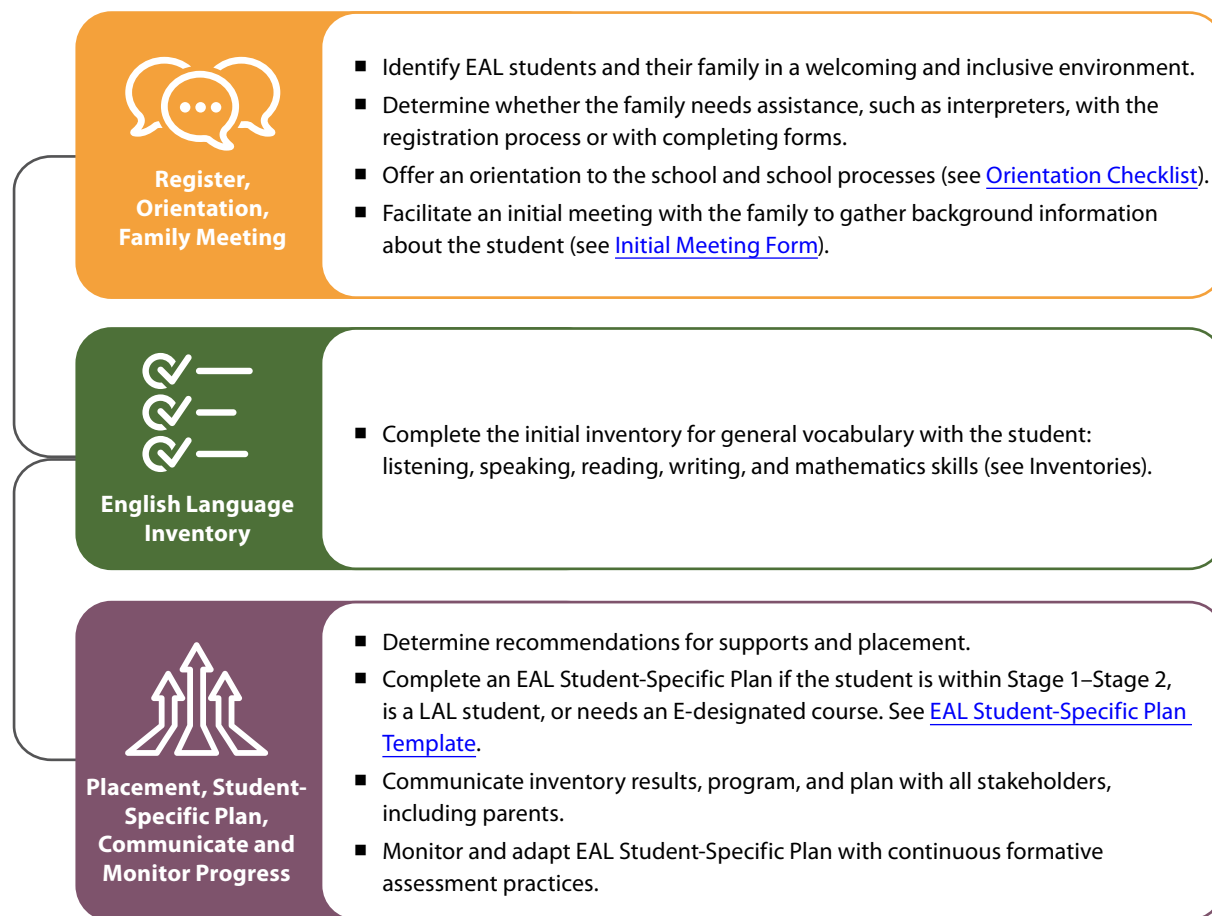 Register,
Orientation,
Family Meeting
■ Identify EAL students and their family in a welcoming and inclusive environment.
■ Determine whether the family needs assistance, such as interpreters, with the
registration process or with completing forms.
■ Offer an orientation to the school and school processes (see Orientation Checklist).
■ Facilitate an initial meeting with the family to gather background information
about the student (see Initial Meeting Form).
English Language
Inventory
■ Complete the initial inventory for general vocabulary with the student:
listening, speaking, reading, writing, and mathematics skills (see Inventories).
Placement, Student-
Specific Plan,
Communicate and
Monitor Progress
■ Determine recommendations for supports and placement.
■ Complete an EAL Student-Specific Plan if the student is within Stage 1–Stage 2,
is a LAL student, or needs an E-designated course. See EAL Student-Specific Plan
Template.
■ Communicate inventory results, program, and plan with all stakeholders,
including parents.
■ Monitor and adapt EAL Student-Specific Plan with continuous formative
assessment practices.